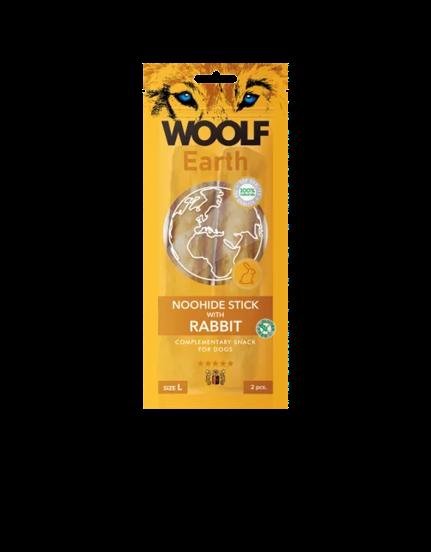 WOOLF
Earth
100%
NOOHIDE STICK
WITH
RABBIT
COMPLEMENTARY SNACK
FOR DOGS
SIZE L
2 pcs.